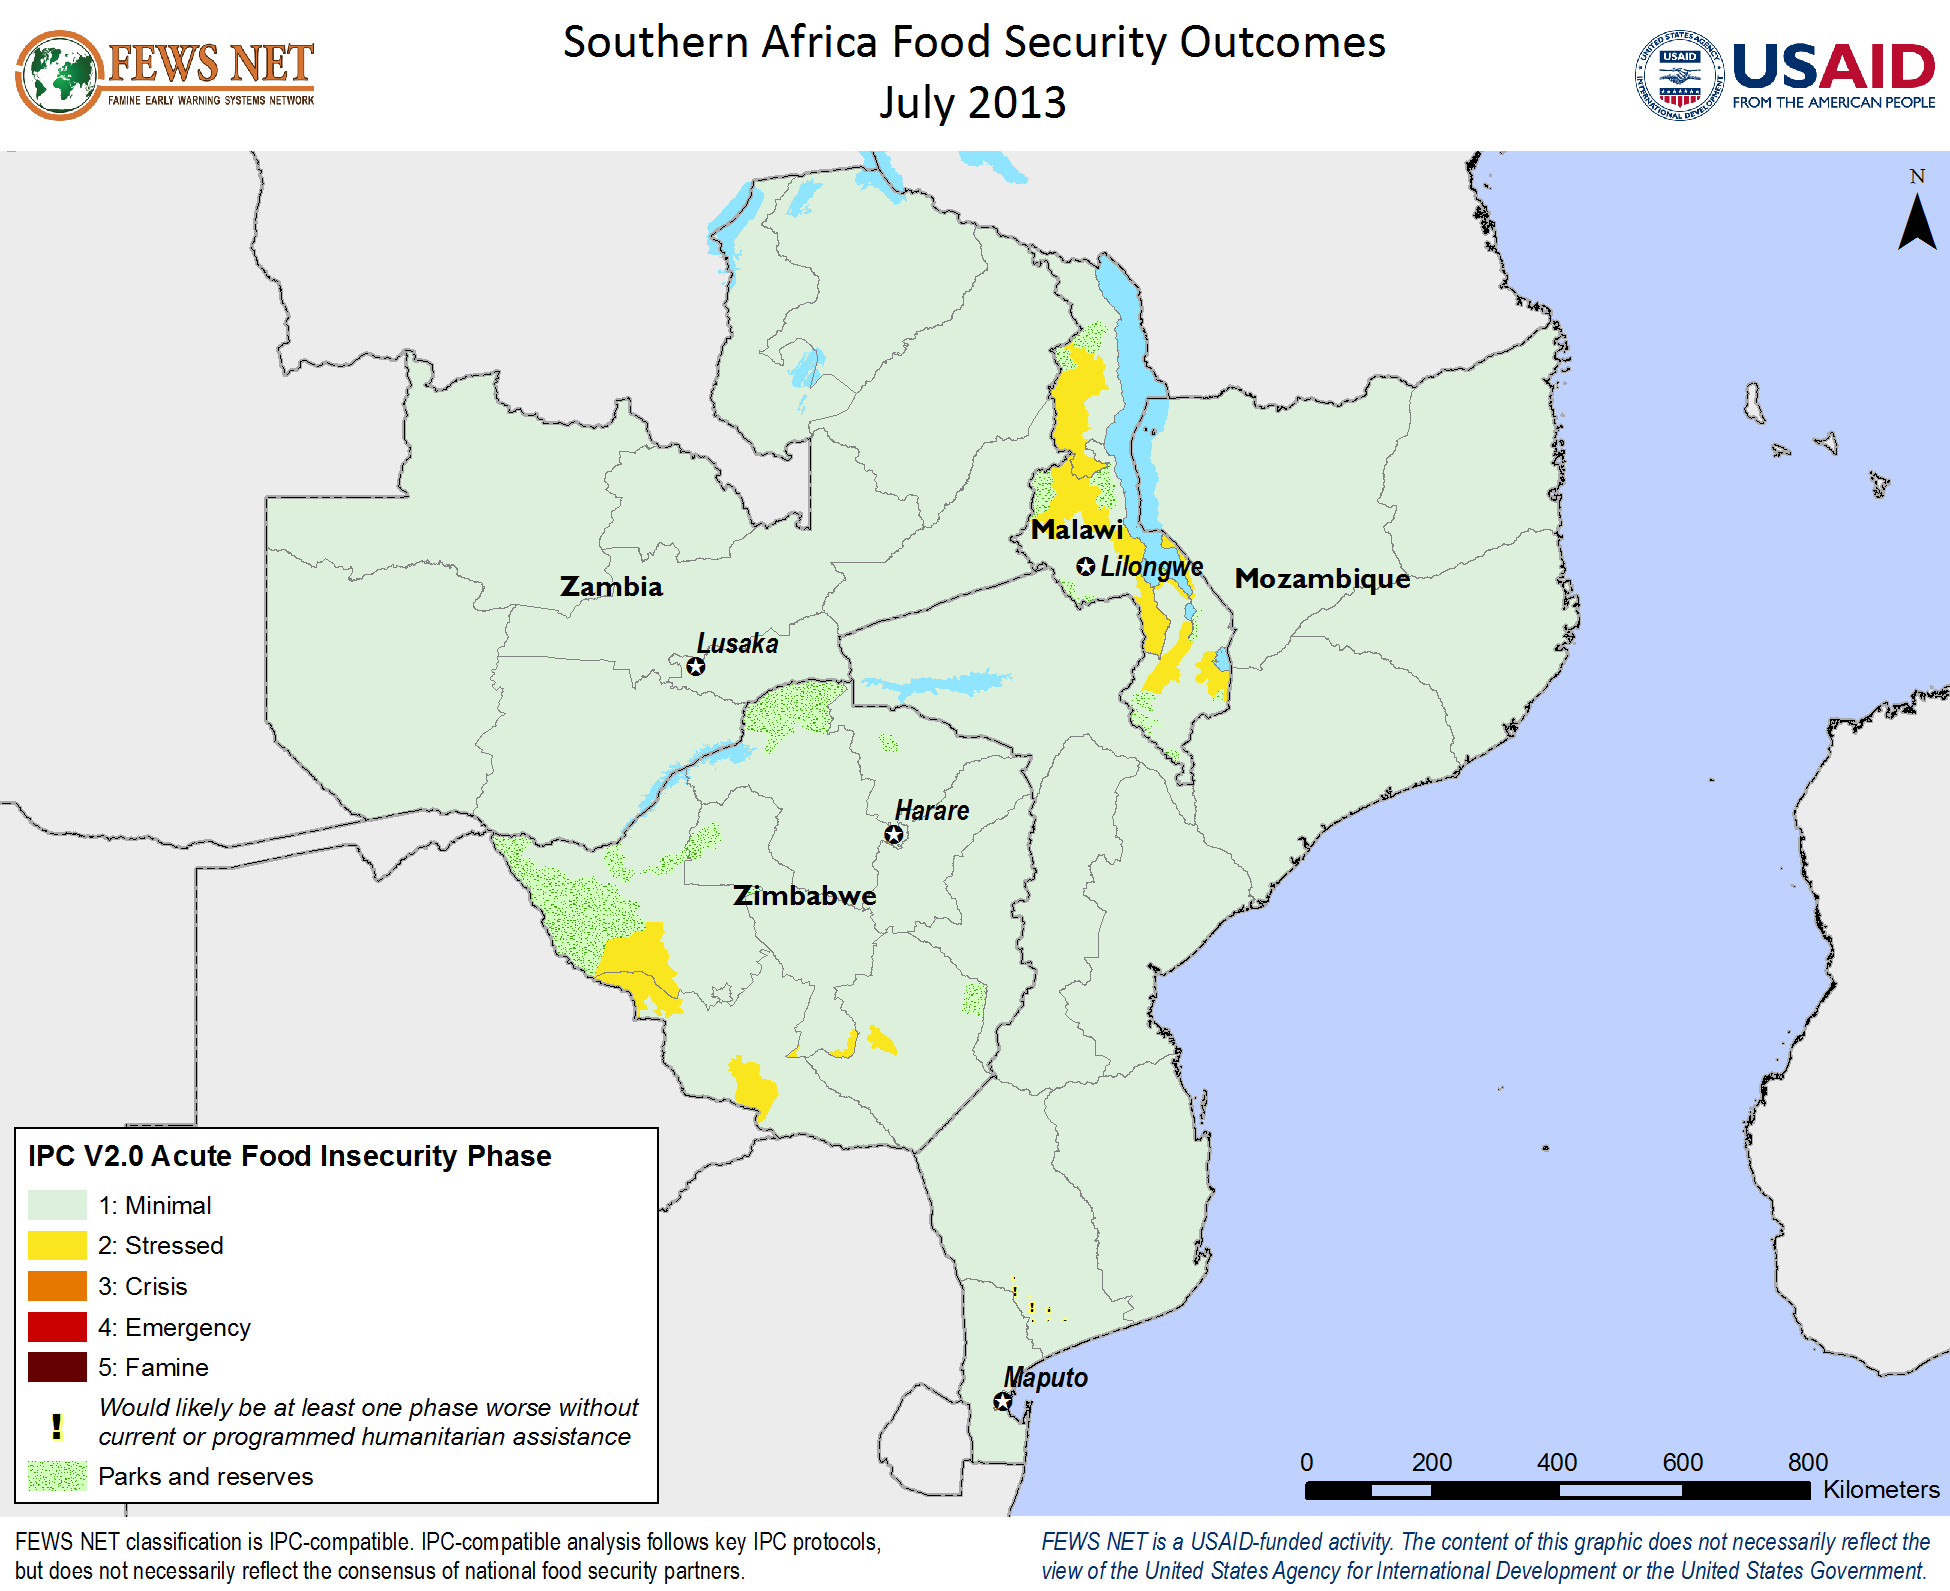 FEWS NET
FAMINE EARLY WARNING SYSTEMS NETWORK
Southern Africa Food Security Outcomes
July 2013
UNITED STATES AGENCY
USAID
INTERNATIONAL DEVELOPMENT
USAID
FROM THE AMERICAN PEOPLE
N
Malawi
Lilongwe
Zambia
Mozambique
Lusaka
Harare
Zimbabwe
Maputo
IPC V2.0 Acute Food Insecurity Phase
1: Minimal
2: Stressed
3: Crisis
4: Emergency
5: Famine
! Would likely be at least one phase worse without
current or programmed humanitarian assistance
Parks and reserves
0 200 400 600 800
Kilometers
FEWS NET classification is IPC-compatible. IPC-compatible analysis follows key IPC protocols,
but does not necessarily reflect the consensus of national food security partners.
FEWS NET is a USAID-funded activity. The content of this graphic does not necessarily reflect the
view of the United States Agency for International Development or the United States Government.